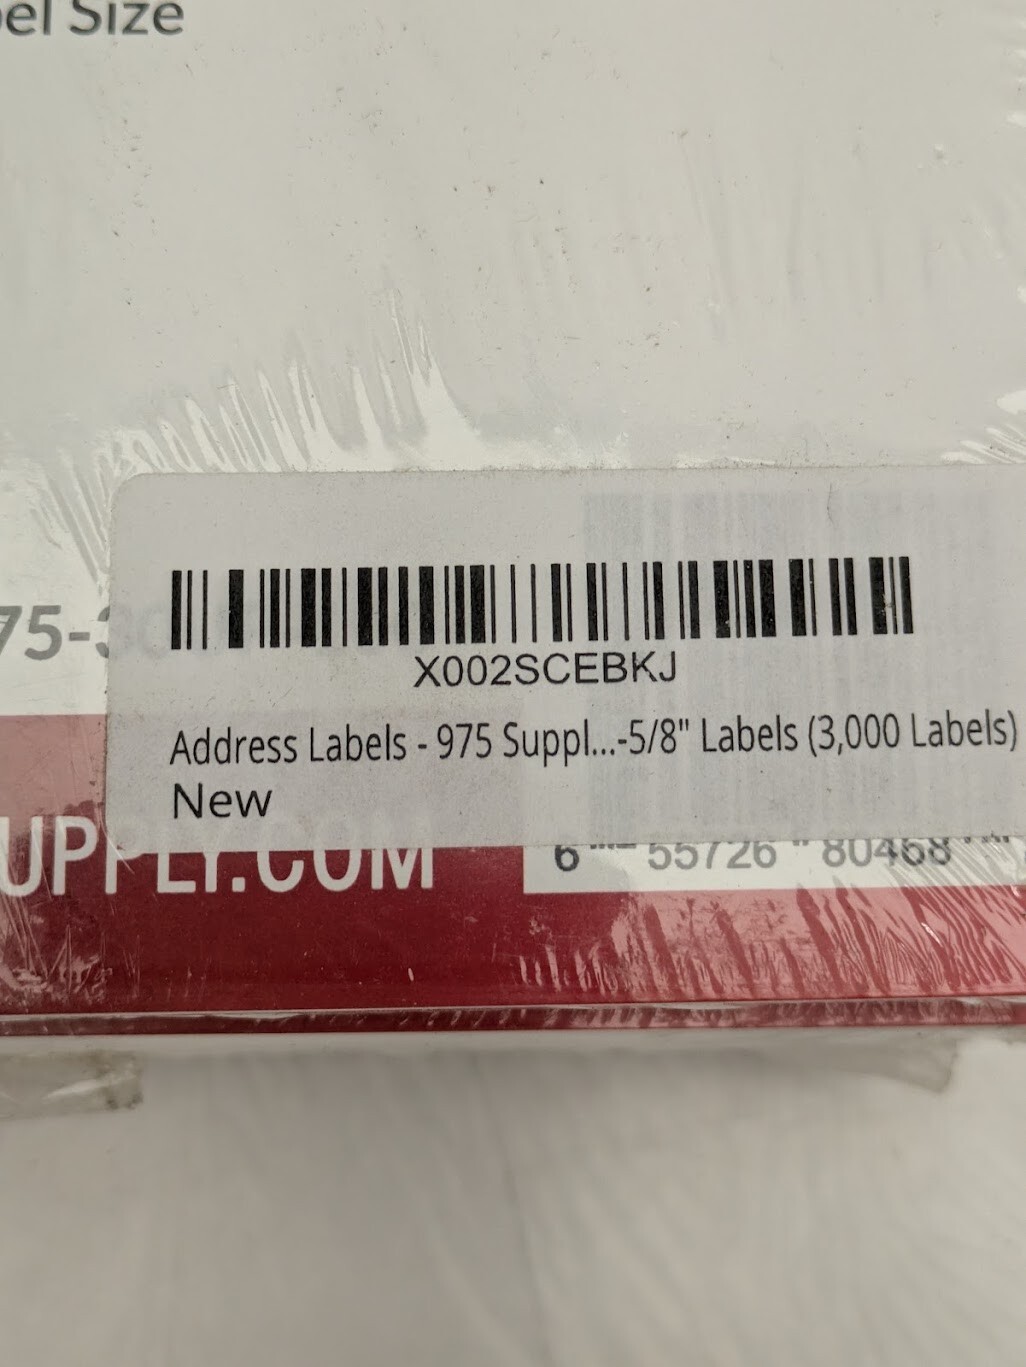 el Size
75-30
X002SCEBKJ
Address Labels - 975 Suppl...-5/8" Labels (3,000 Labels)
New
UPPLY.COM
6 55726 80468